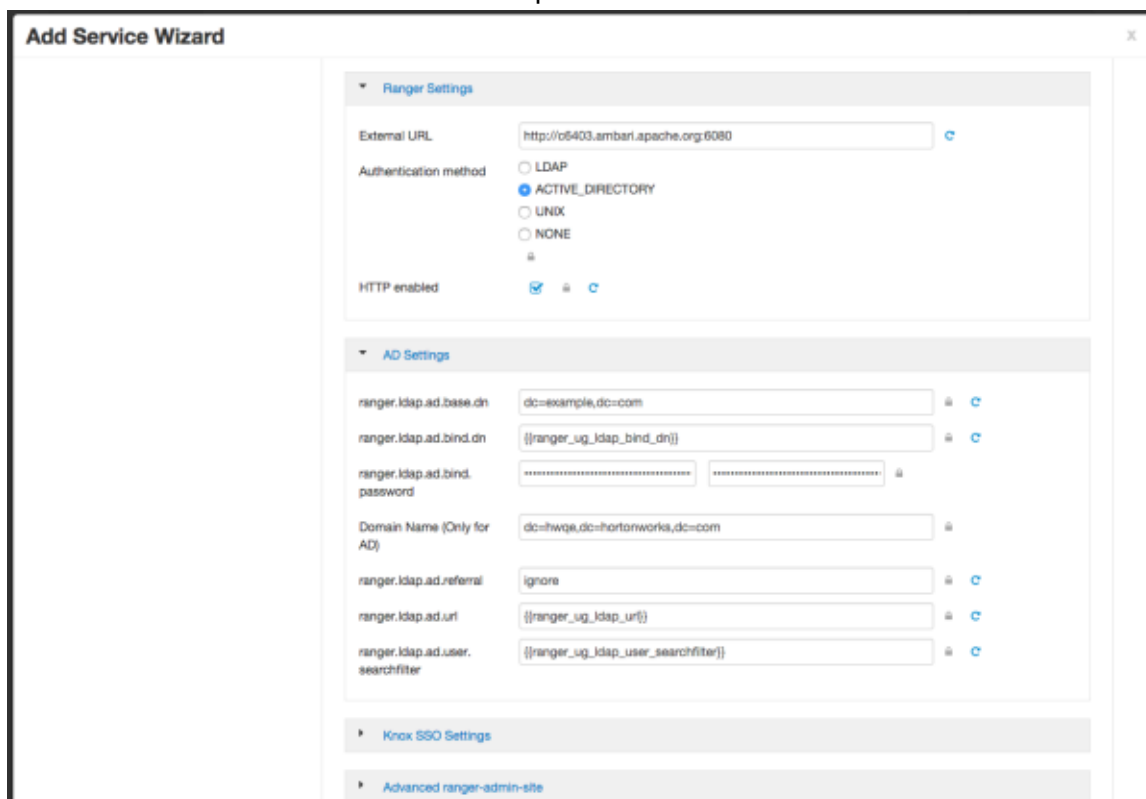 Add Service Wizard
x
Ranger Settings
External URL
http://c6403.ambari.apache.org:6080
Authentication method
LDAP
ACTIVE_DIRECTORY
UNIX
NONE
HTTP enabled
AD Settings
ranger.ldap.ad.base.dn
dc=example,dc=com
ranger.ldap.ad.bind.dn
{{ranger_ug_ldap_bind_dn}}
ranger.ldap.ad.bind.
password
Domain Name (Only for
AD)
dc=hwqe,dc=hortonworks,dc=com
ranger.ldap.ad.referral
ignore
ranger.ldap.ad.url
{{ranger_ug_ldap_url}}
ranger.ldap.ad.user.
searchfilter
{{ranger_ug_ldap_user_searchfilter}}
Knox SSO Settings
Advanced ranger-admin-site